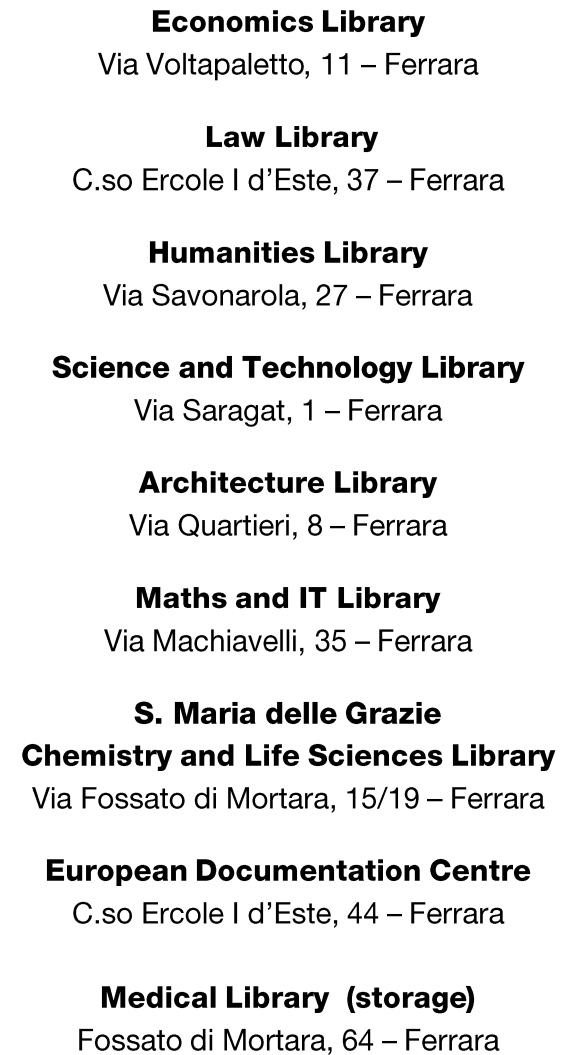 Economics Library
Via Voltapaletto, 11 – Ferrara
Law Library
C.so Ercole I d’Este, 37 – Ferrara
Humanities Library
Via Savonarola, 27 – Ferrara
Science and Technology Library
Via Saragat, 1 – Ferrara
Architecture Library
Via Quartieri, 8 – Ferrara
Maths and IT Library
Via Machiavelli, 35 – Ferrara
S. Maria delle Grazie
Chemistry and Life Sciences Library
Via Fossato di Mortara, 15/19 – Ferrara
European Documentation Centre
C.so Ercole I d’Este, 44 – Ferrara
Medical Library (storage)
Fossato di Mortara, 64 – Ferrara